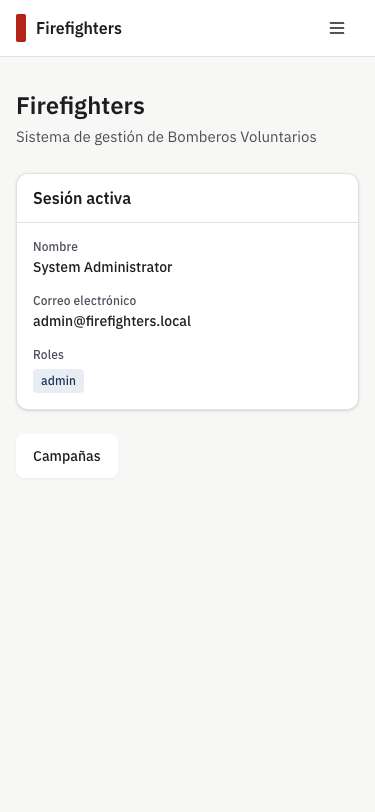 Firefighters
Firefighters
Sistema de gestión de Bomberos Voluntarios
Sesión activa
Nombre
System Administrator
Correo electrónico
admin@firefighters.local
Roles
admin
Campañas